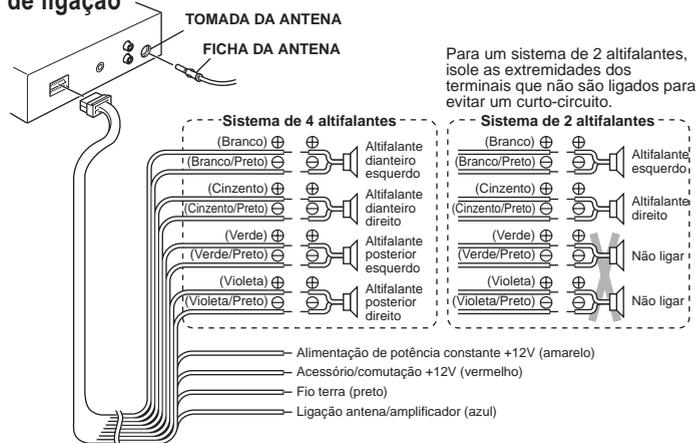 de ligação
TOMADA DA ANTENA
FICHA DA ANTENA
Para um sistema de 2 altifalantes,
isole as extremidades dos
terminais que não são ligados para
evitar um curto-circuito.
Sistema de 4 altifalantes
(Branco) ⊕ ⊕
(Branco/Preto) ⊖ ⊖
Altifalante
dianteiro
esquerdo
(Cinzento) ⊕ ⊕
(Cinzento/Preto) ⊖ ⊖
Altifalante
dianteiro
direito
(Verde) ⊕ ⊕
(Verde/Preto) ⊖ ⊖
Altifalante
posterior
esquerdo
(Violeta) ⊕ ⊕
(Violeta/Preto) ⊖ ⊖
Altifalante
posterior
direito
Sistema de 2 altifalantes
(Branco) ⊕ ⊕
(Branco/Preto) ⊖ ⊖
Altifalante
esquerdo
(Cinzento) ⊕ ⊕
(Cinzento/Preto) ⊖ ⊖
Altifalante
direito
(Verde) ⊕ ⊕
(Verde/Preto) ⊖ ⊖
Não ligar
(Violeta) ⊕ ⊕
(Violeta/Preto) ⊖ ⊖
Não ligar
Alimentação de potência constante +12V (amarelo)
Acessório/comutação +12V (vermelho)
Fio terra (preto)
Ligação antena/amplificador (azul)